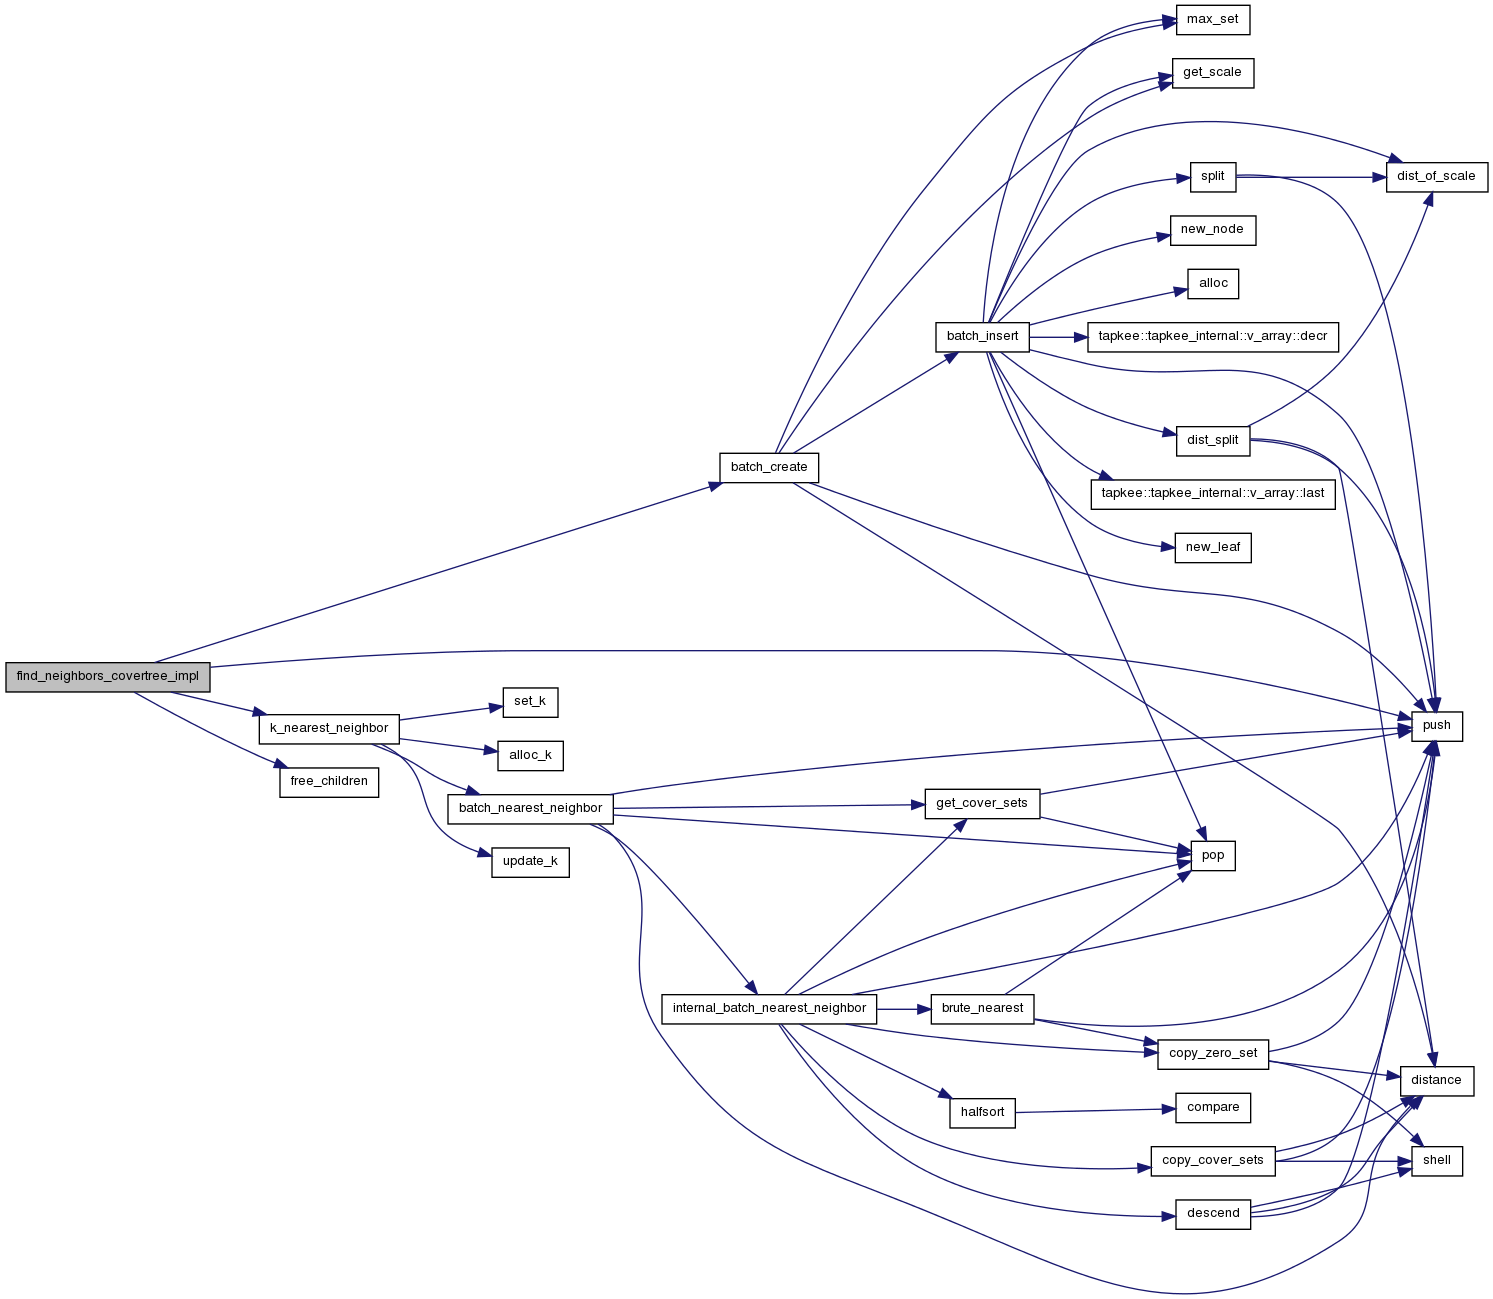 max_set
get_scale
split
dist_of_scale
new_node
alloc
batch_insert
tapkee::tapkee_internal::v_array::decr
dist_split
batch_create
tapkee::tapkee_internal::v_array::last
new_leaf
find_neighbors_covertree_impl
set_k
k_nearest_neighbor
push
alloc_k
free_children
batch_nearest_neighbor
get_cover_sets
update_k
pop
internal_batch_nearest_neighbor
brute_nearest
copy_zero_set
distance
halfsort
compare
copy_cover_sets
shell
descend